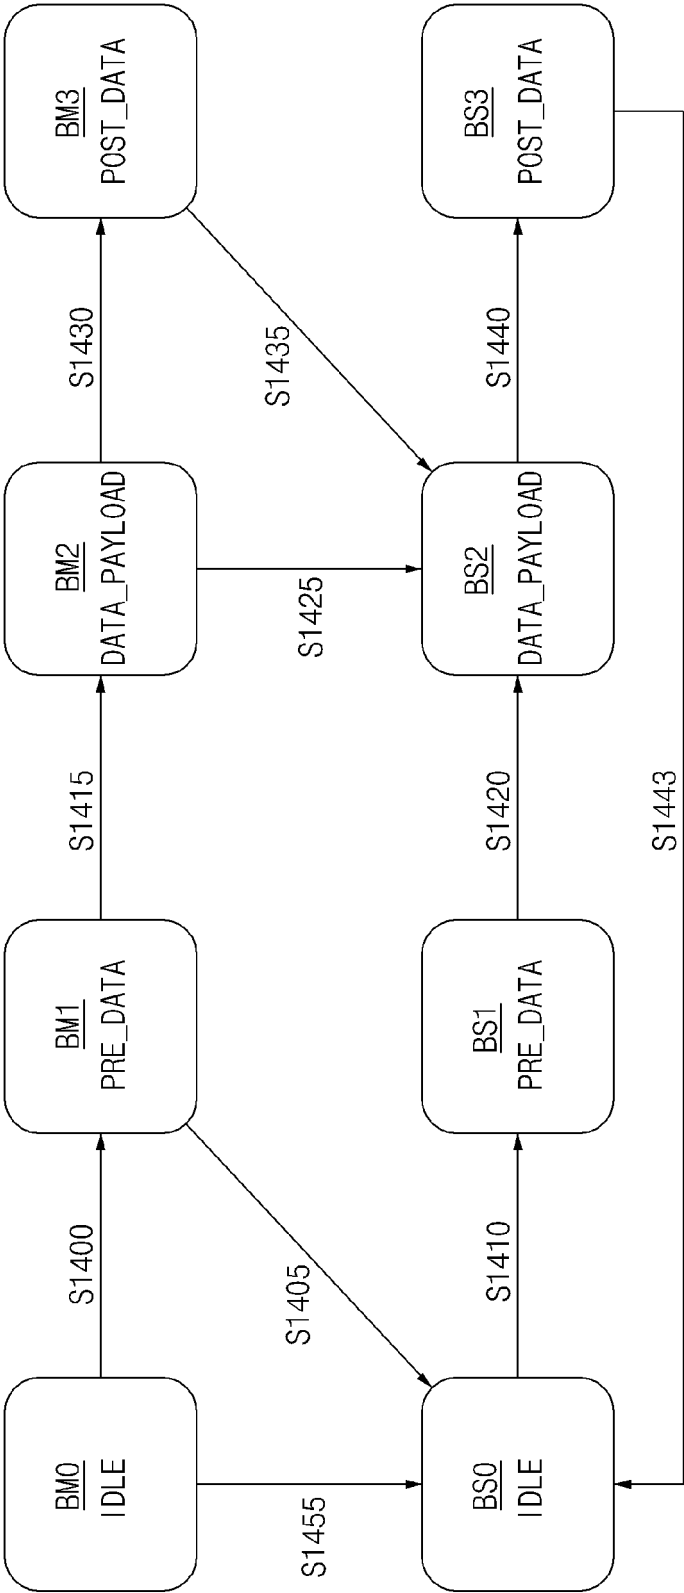 BM0
IDLE
S1400
BM1
PRE_DATA
S1415
BM2
DATA_PAYLOAD
S1430
BM3
POST_DATA
S1455
S1405
S1425
S1435
BS0
IDLE
S1410
BS1
PRE_DATA
S1420
BS2
DATA_PAYLOAD
S1440
BS3
POST_DATA
S1443